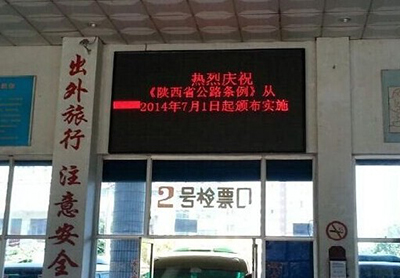 热烈庆祝
《陕西省公路条例》从
2014年7月1日起颁布实施
出外旅行
注意安全
2号检票口